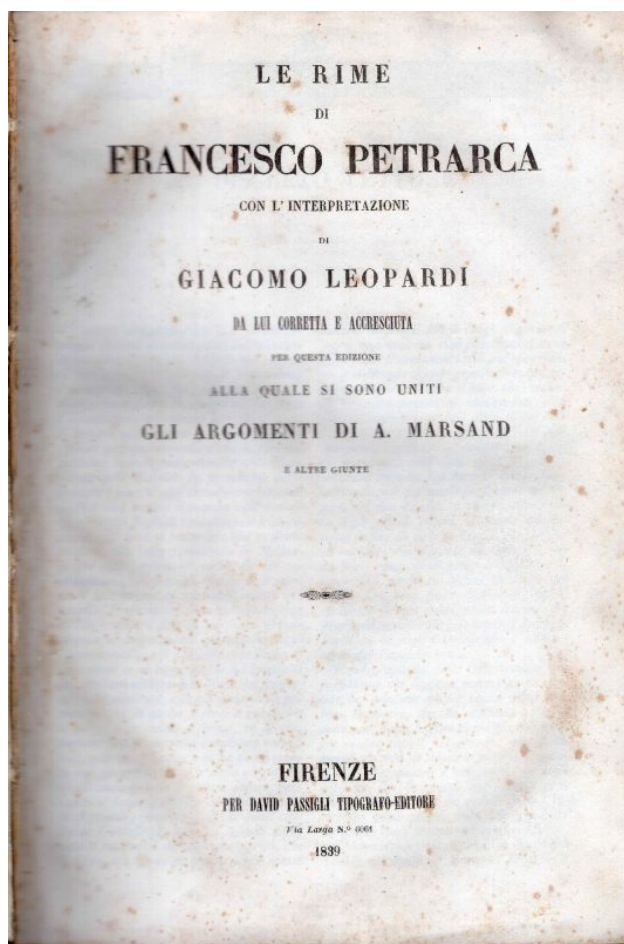 LE RIME
DI
FRANCESCO PETRARCA
CON L' INTERPRETAZIONE
DI
GIACOMO LEOPARDI
DA LUI CORRETTA E ACCRESCIUTA
PER QUESTA EDIZIONE
ALLA QUALE SI SONO UNITI
GLI ARGOMENTI DI A. MARSAND
E ALTRE GIUNTE
FIRENZE
PER DAVID PASSIGLI TIPOGRAFO-EDITORE
Via Larga N.º 6061
1839